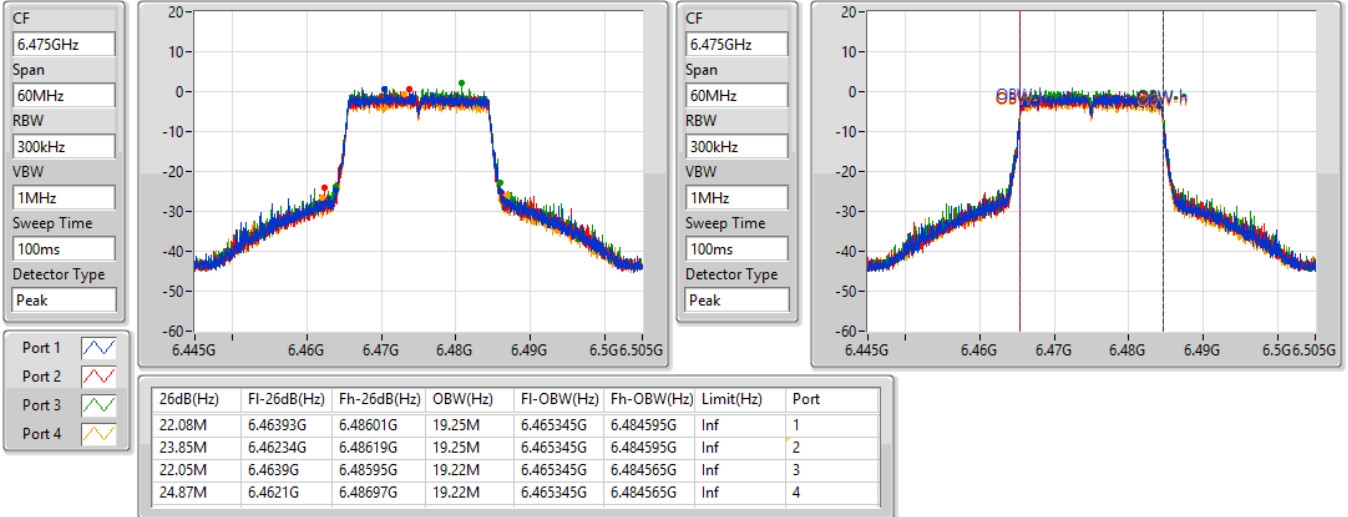 CF
6.475GHz
Span
60MHz
RBW
300kHz
VBW
1MHz
Sweep Time
100ms
Detector Type
Peak
20-
10-
0-
-10-
-20-
-30-
-40-
-50-
-60-
6.445G 6.46G 6.47G 6.48G 6.49G 6.5G 6.505G
CF
6.475GHz
Span
60MHz
RBW
300kHz
VBW
1MHz
Sweep Time
100ms
Detector Type
Peak
20-
10-
0-
-10-
-20-
-30-
-40-
-50-
-60-
OBW-h
6.445G 6.46G 6.47G 6.48G 6.49G 6.5G 6.505G
Port 1
Port 2
Port 3
Port 4
26dB(Hz) Fl-26dB(Hz) Fh-26dB(Hz) OBW(Hz) Fl-OBW(Hz) Fh-OBW(Hz) Limit(Hz) Port
22.08M 6.46393G 6.48601G 19.25M 6.465345G 6.484595G Inf 1
23.85M 6.46234G 6.48619G 19.25M 6.465345G 6.484595G Inf 2
22.05M 6.4639G 6.48595G 19.22M 6.465345G 6.484565G Inf 3
24.87M 6.4621G 6.48697G 19.22M 6.465345G 6.484565G Inf 4